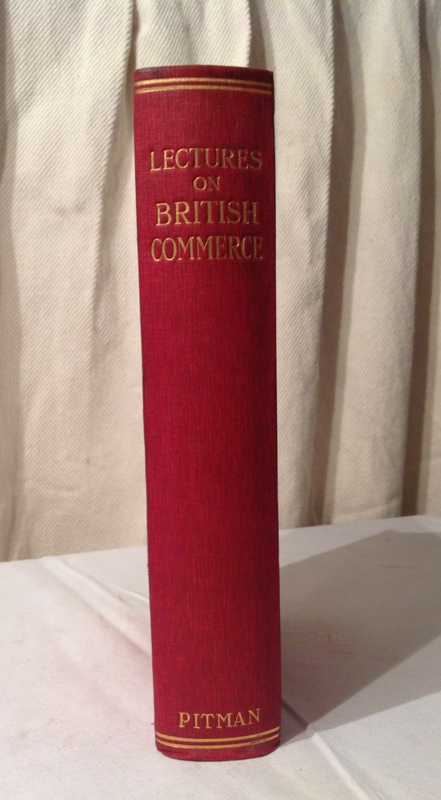 LECTURES
ON
BRITISH
COMMERCE
PITMAN